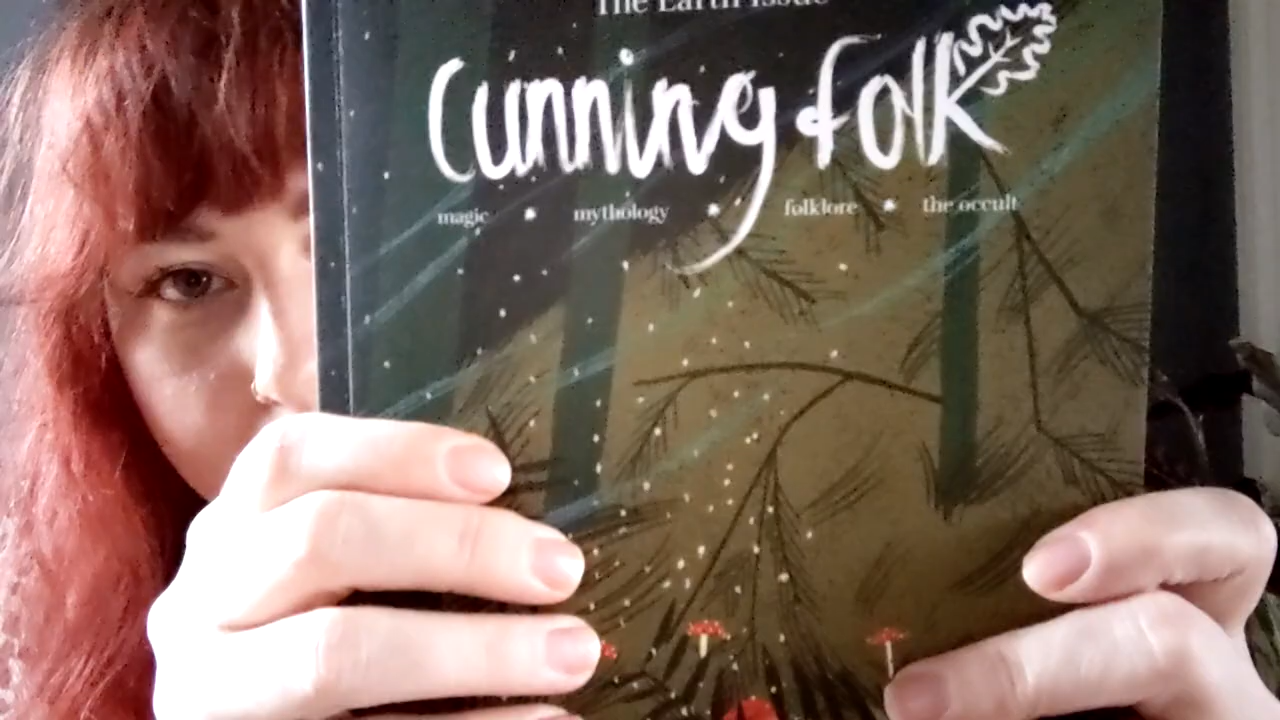 The Earth Issue
Cunning folk
magic * mythology * folklore * the occult